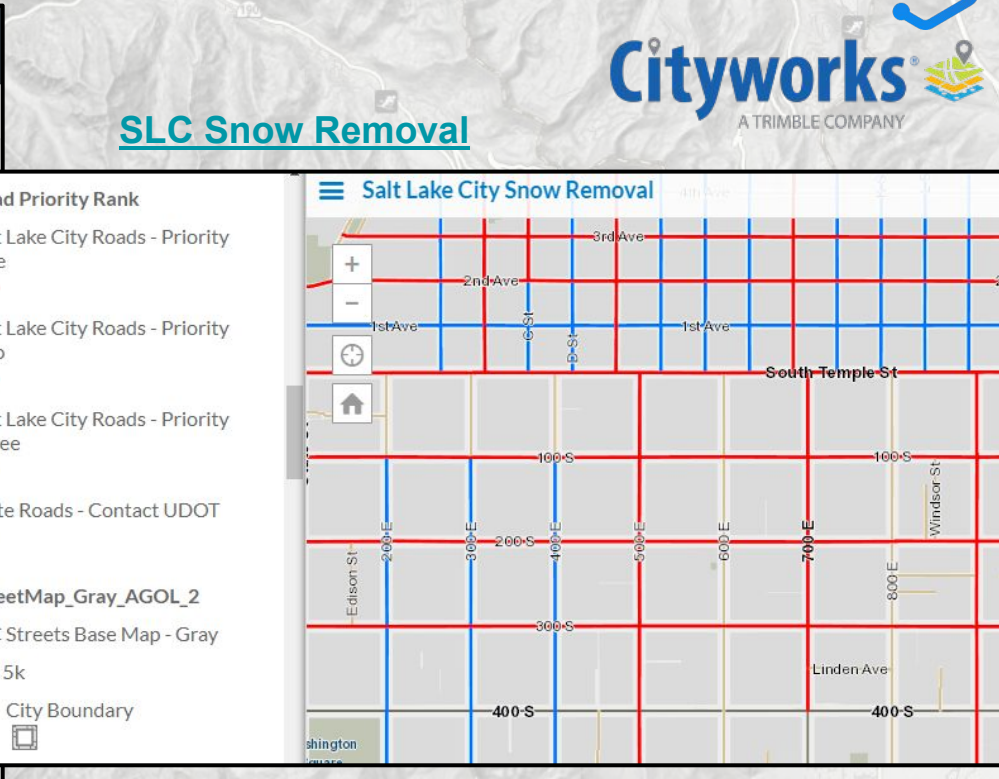 Cityworks
A TRIMBLE COMPANY
SLC Snow Removal
Salt Lake City Snow Removal
d Priority Rank
Lake City Roads - Priority
e
Lake City Roads - Priority
o
Lake City Roads - Priority
ee
te Roads - Contact UDOT
eetMap_Gray_AGOL_2
Streets Base Map - Gray
5k
City Boundary
4th Ave
3rd Ave
2nd Ave
1st Ave
1st Ave
C St
D St
South Temple St
100 S
100 S
Windsor St
200 E
300 E
200 S
400 E
500 E
600 E
700 E
800 E
Edison St
300 S
Linden Ave
400 S
400 S
shington